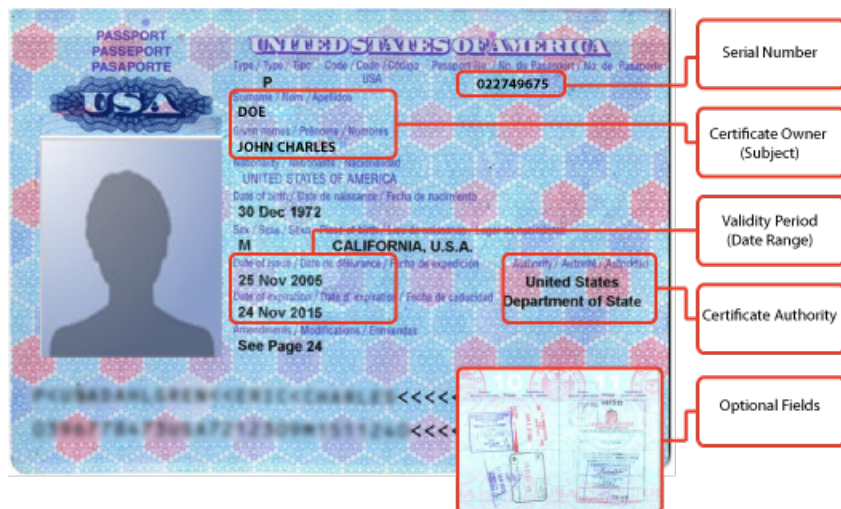 PASSPORT
PASSEPORT
PASAPORTE
USA
UNITED STATES OF AMERICA
Type / Type / Tipo Code / Code / Código Passport No. / No. de Passeport / No. de Pasaporte
P USA 022749675
Surname / Nom / Apellidos
DOE
Given names / Prénoms / Nombres
JOHN CHARLES
Nationality / Nationalité / Nacionalidad
UNITED STATES OF AMERICA
Date of birth / Date de naissance / Fecha de nacimiento
30 Dec 1972
Sex / Sexe / Sexo Place of birth / Lieu de naissance / Lugar de nacimiento
M CALIFORNIA, U.S.A.
Date of issue / Date de délivrance / Fecha de expedición Authority / Autorité / Autoridad
25 Nov 2005 United States
Department of State
Date of expiration / Date d' expiration / Fecha de caducidad
24 Nov 2015
Amendments / Modifications / Enmiendas
See Page 24
<<<<<
<<<<
10 11
Serial Number
Certificate Owner
(Subject)
Validity Period
(Date Range)
Certificate Authority
Optional Fields